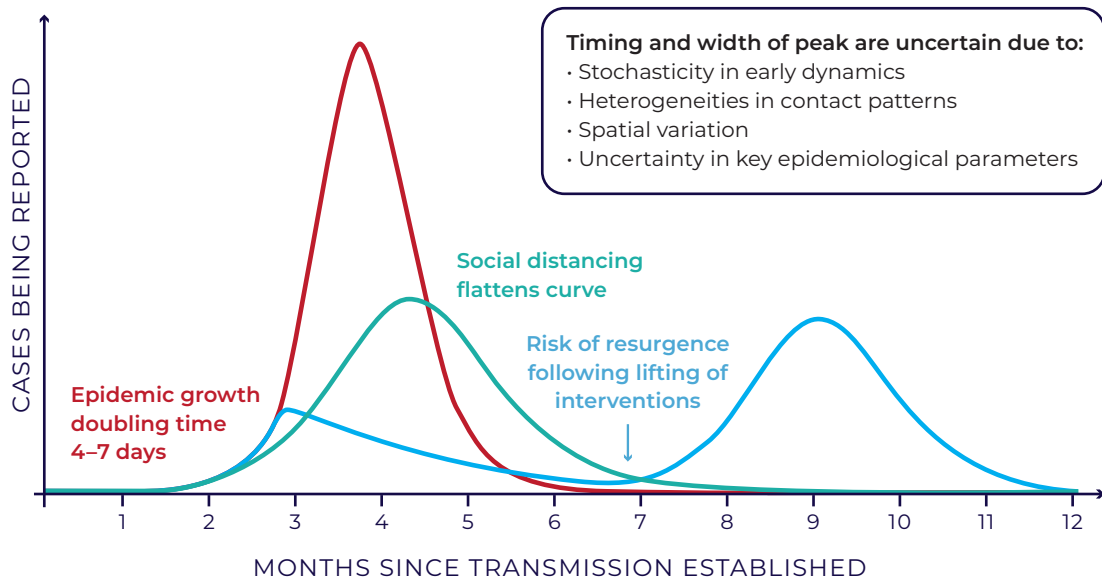 CASES BEING REPORTED
Timing and width of peak are uncertain due to:
· Stochasticity in early dynamics
· Heterogeneities in contact patterns
· Spatial variation
· Uncertainty in key epidemiological parameters
Social distancing
flattens curve
Risk of resurgence
following lifting of
interventions
Epidemic growth
doubling time
4–7 days
1 2 3 4 5 6 7 8 9 10 11 12
MONTHS SINCE TRANSMISSION ESTABLISHED